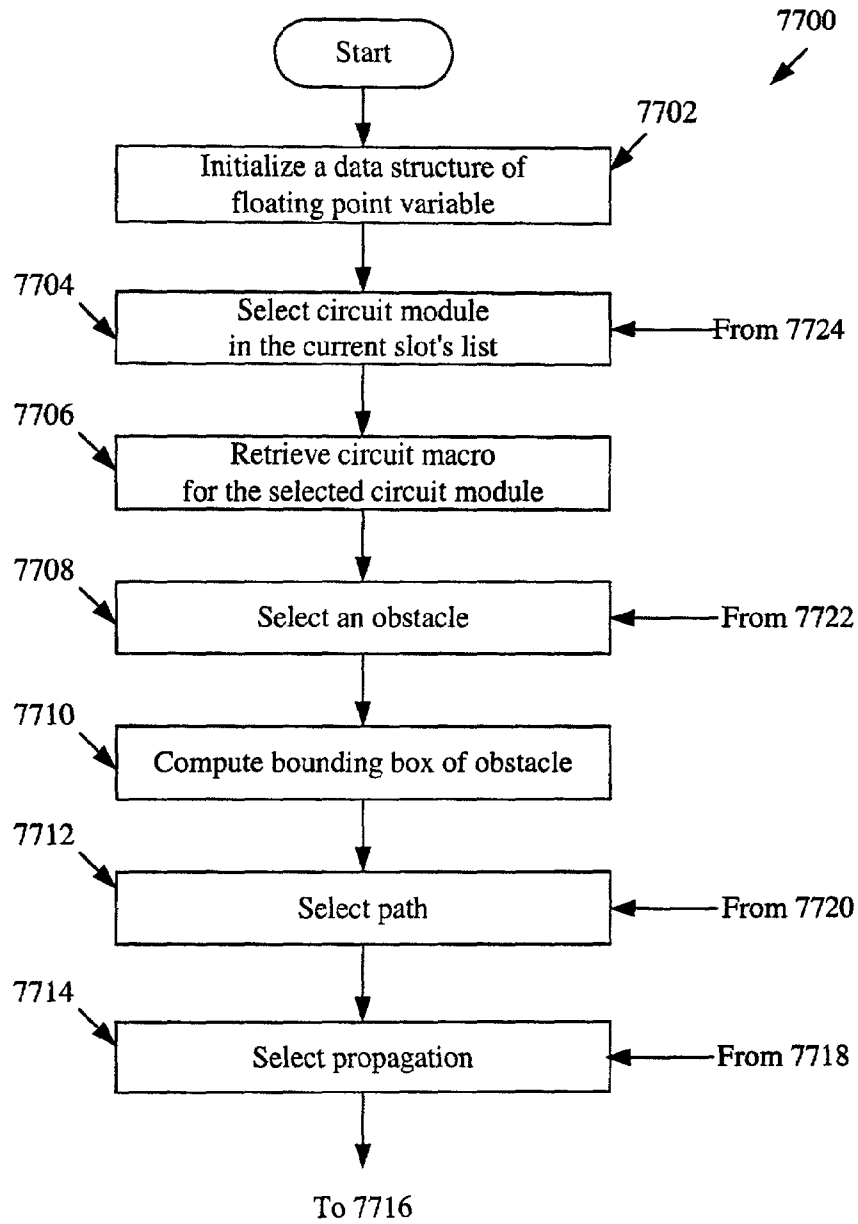 7700
Start
7702
Initialize a data structure of
floating point variable
7704
Select circuit module
in the current slot's list
From 7724
7706
Retrieve circuit macro
for the selected circuit module
7708
Select an obstacle
From 7722
7710
Compute bounding box of obstacle
7712
Select path
From 7720
7714
Select propagation
From 7718
To 7716